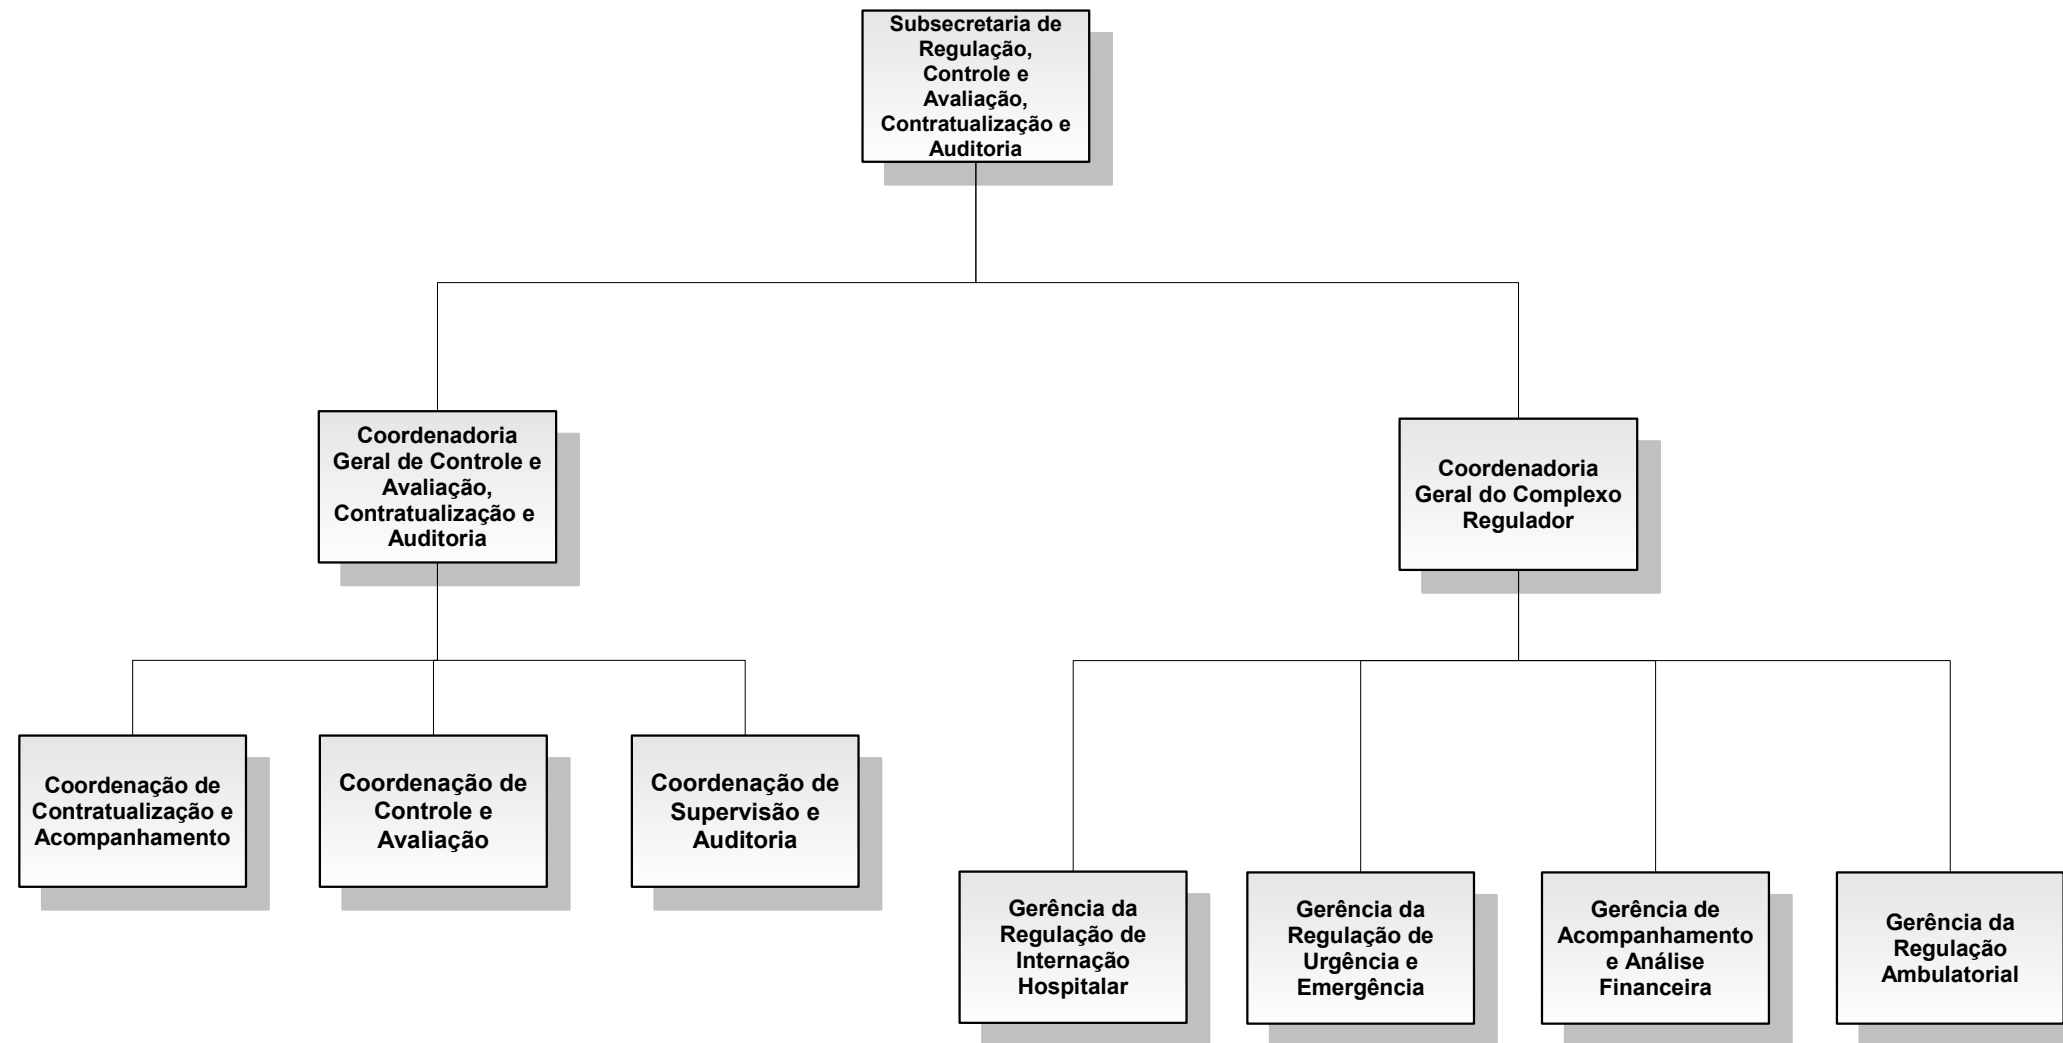 Subsecretaria de
Regulação,
Controle e
Avaliação,
Contratualização e
Auditoria
Coordenadoria
Geral de Controle e
Avaliação,
Contratualização e
Auditoria
Coordenadoria
Geral do Complexo
Regulador
Coordenação de
Contratualização e
Acompanhamento
Coordenação de
Controle e
Avaliação
Coordenação de
Supervisão e
Auditoria
Gerência da
Regulação de
Internação
Hospitalar
Gerência da
Regulação de
Urgência e
Emergência
Gerência de
Acompanhamento
e Análise
Financeira
Gerência da
Regulação
Ambulatorial